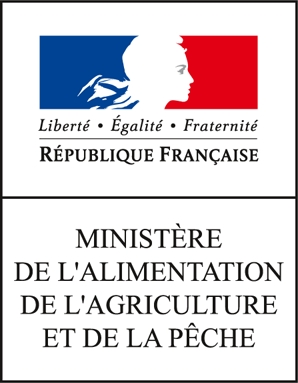 Liberté • Égalité • Fraternité
RÉPUBLIQUE FRANÇAISE
MINISTÈRE
DE L'ALIMENTATION
DE L'AGRICULTURE
ET DE LA PÊCHE